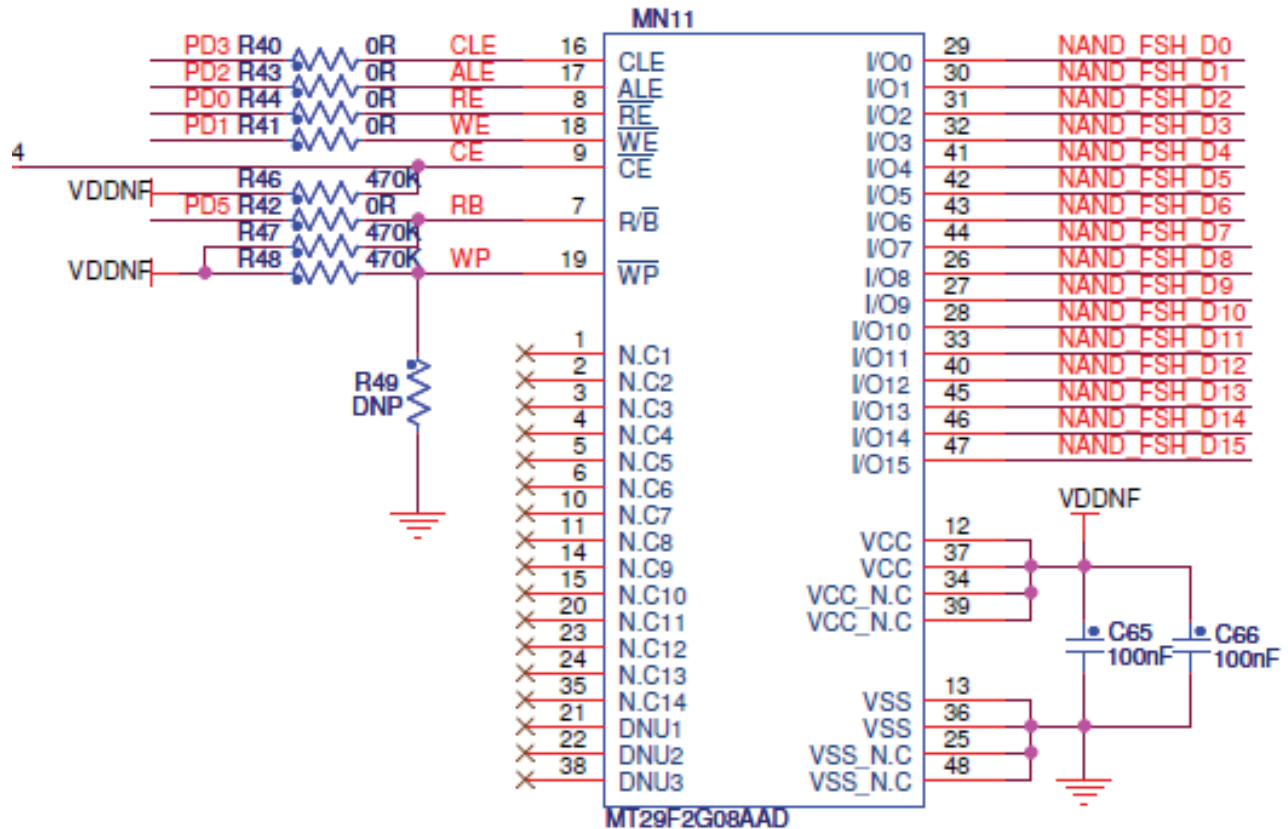 MN11
PD3 R40 0R CLE 16 CLE I/O0 29 NAND_FSH_D0
PD2 R43 0R ALE 17 ALE I/O1 30 NAND_FSH_D1
PD0 R44 0R RE 8 RE I/O2 31 NAND_FSH_D2
PD1 R41 0R WE 18 WE I/O3 32 NAND_FSH_D3
4 CE 9 CE I/O4 41 NAND_FSH_D4
VDDNF R46 470K I/O5 42 NAND_FSH_D5
PD5 R42 0R RB 7 R/B I/O6 43 NAND_FSH_D6
R47 470K I/O7 44 NAND_FSH_D7
VDDNF R48 470K WP 19 WP I/O8 26 NAND_FSH_D8
I/O9 27 NAND_FSH_D9
I/O10 28 NAND_FSH_D10
1 N.C1 I/O11 33 NAND_FSH_D11
2 N.C2 I/O12 40 NAND_FSH_D12
R49 DNP
3 N.C3 I/O13 45 NAND_FSH_D13
4 N.C4 I/O14 46 NAND_FSH_D14
5 N.C5 I/O15 47 NAND_FSH_D15
6 N.C6
VDDNF
10 N.C7
11 N.C8 VCC 12
14 N.C9 VCC 37
15 N.C10 VCC_N.C 34
20 N.C11 VCC_N.C 39
23 N.C12
C65 100nF
C66 100nF
24 N.C13
35 N.C14 VSS 13
21 DNU1 VSS 36
22 DNU2 VSS_N.C 25
38 DNU3 VSS_N.C 48
MT29F2G08AAD